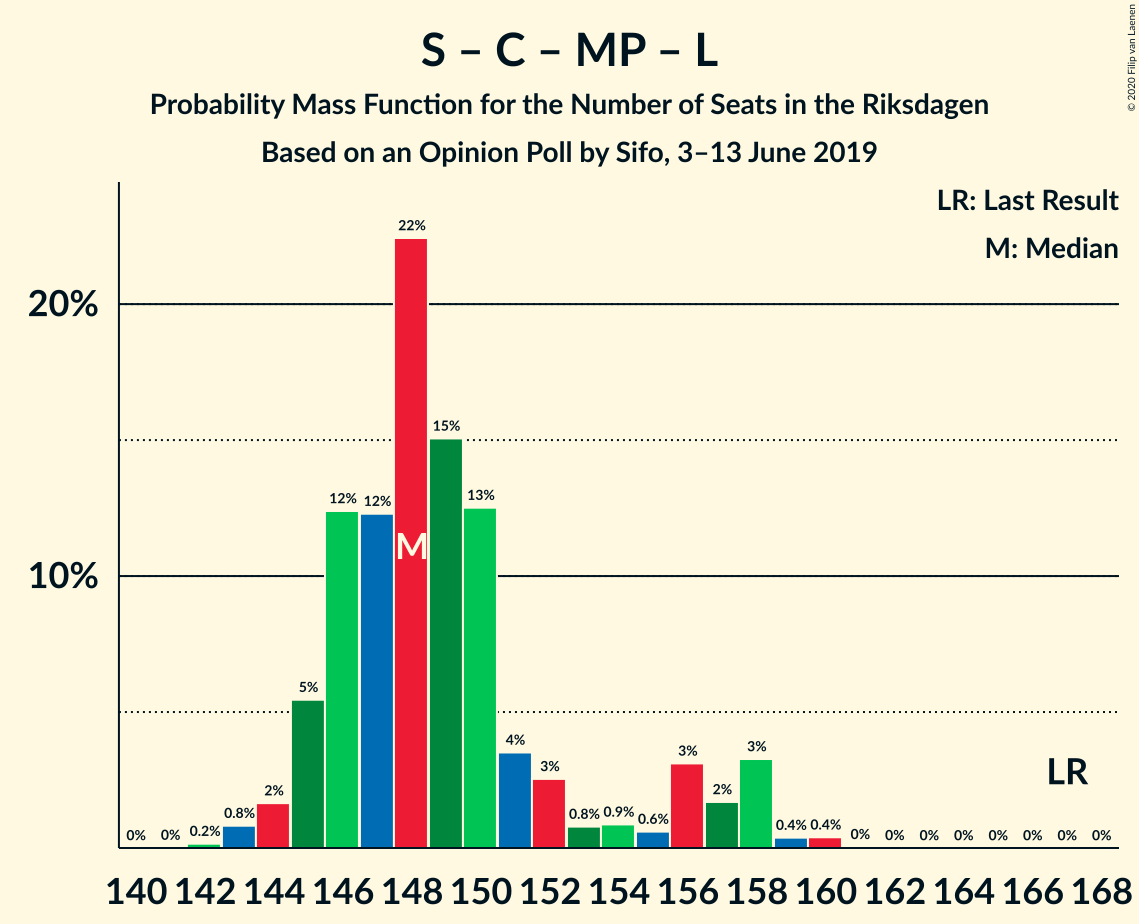 © 2020 Filip van Laenen
S – C – MP – L
Probability Mass Function for the Number of Seats in the Riksdagen
Based on an Opinion Poll by Sifo, 3–13 June 2019
LR: Last Result
M: Median
20%
10%
0% 0% 0.2% 0.8% 2% 5% 12% 12% 22% 15% 13% 4% 3% 0.8% 0.9% 0.6% 3% 2% 3% 0.4% 0.4% 0% 0% 0% 0% 0% 0% 0% 0%
M
LR
140 142 144 146 148 150 152 154 156 158 160 162 164 166 168